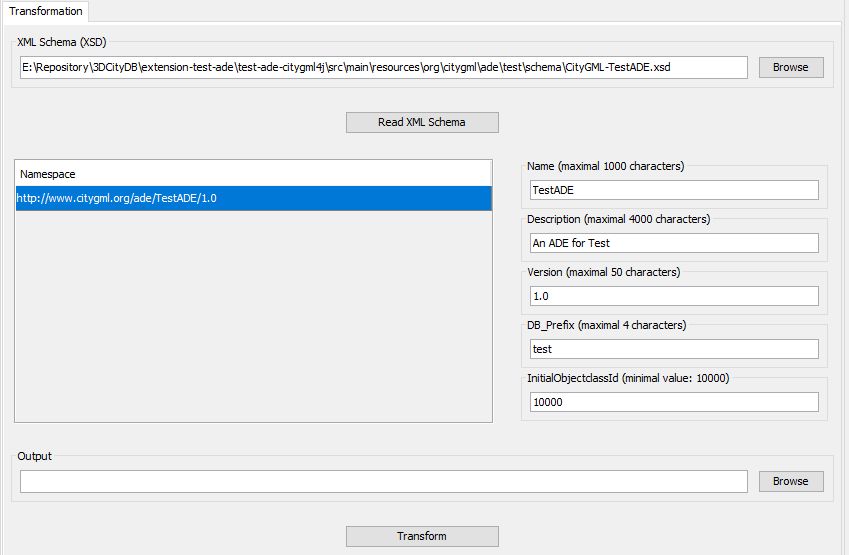 Transformation
XML Schema (XSD)
E:\Repository\3DCityDB\extension-test-ade\test-ade-citygml4j\src\main\resources\org\citygml\ade\test\schema\CityGML-TestADE.xsd
Browse
Read XML Schema
Namespace
http://www.citygml.org/ade/TestADE/1.0
Name (maximal 1000 characters)
TestADE
Description (maximal 4000 characters)
An ADE for Test
Version (maximal 50 characters)
1.0
DB_Prefix (maximal 4 characters)
test
InitialObjectclassId (minimal value: 10000)
10000
Output
Browse
Transform